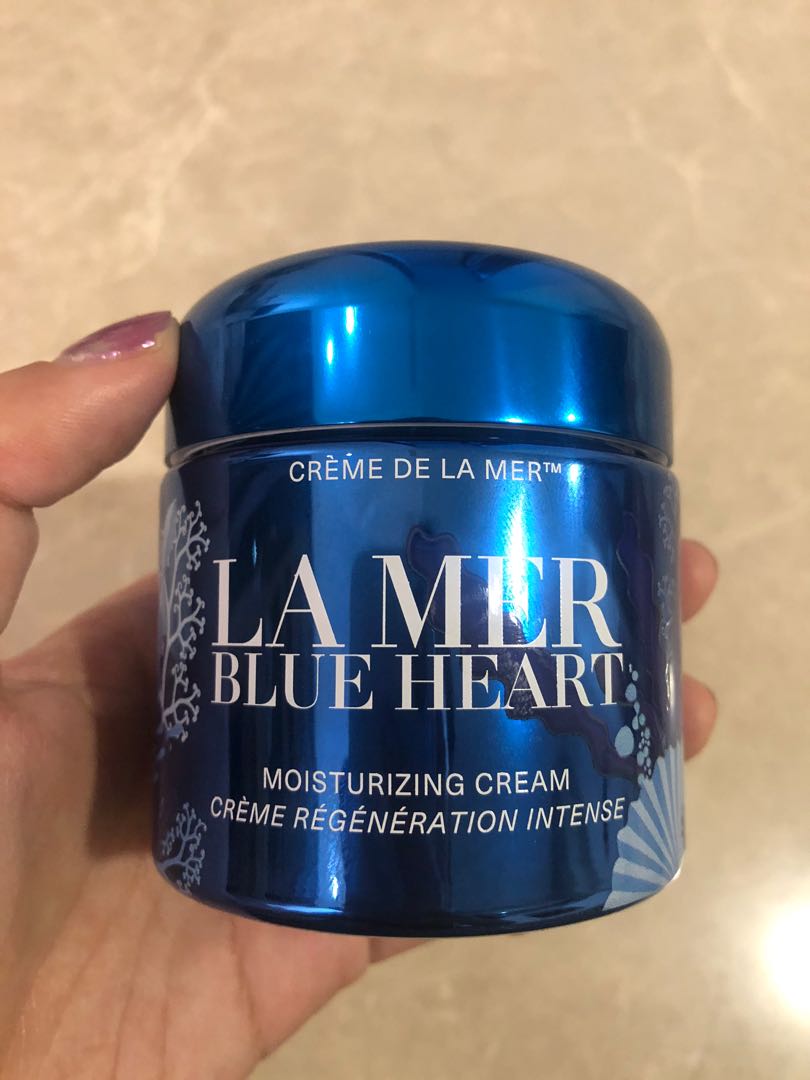 CRÈME DE LA MER™
LA MER
BLUE HEART
MOISTURIZING CREAM
CRÈME RÉGÉNÉRATION INTENSE